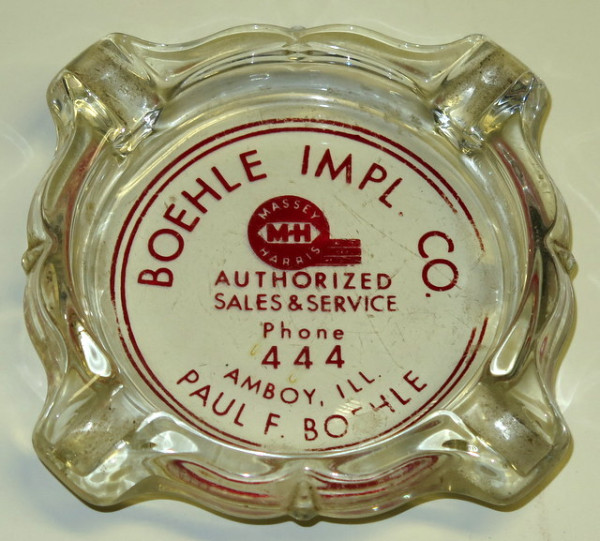 BOEHLE IMPL. CO.
MASSEY
M-H
HARRIS
AUTHORIZED
SALES & SERVICE
Phone
444
AMBOY, ILL.
PAUL F. BOEHLE